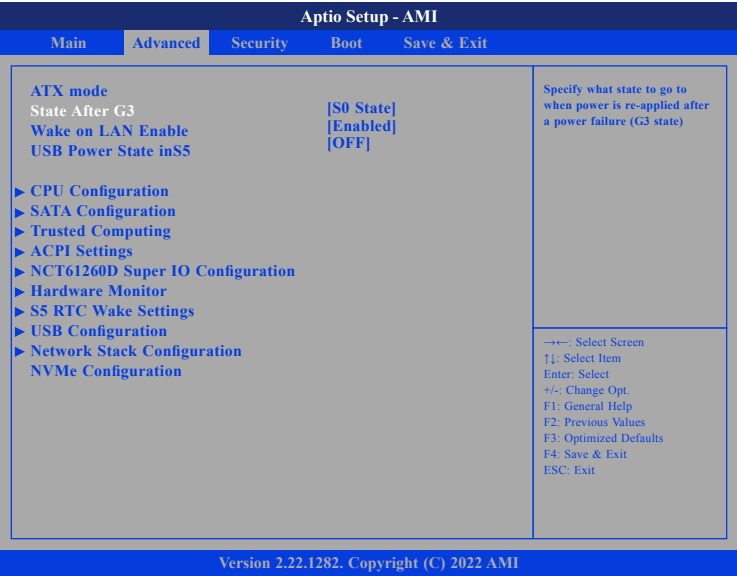 Aptio Setup - AMI
Main Advanced Security Boot Save & Exit
ATX mode
State After G3 [S0 State]
Wake on LAN Enable [Enabled]
USB Power State inS5 [OFF]
► CPU Configuration
► SATA Configuration
► Trusted Computing
► ACPI Settings
► NCT61260D Super IO Configuration
► Hardware Monitor
► S5 RTC Wake Settings
► USB Configuration
► Network Stack Configuration
NVMe Configuration
Specify what state to go to
when power is re-applied after
a power failure (G3 state)
→←: Select Screen
↑↓: Select Item
Enter: Select
+/-: Change Opt.
F1: General Help
F2: Previous Values
F3: Optimized Defaults
F4: Save & Exit
ESC: Exit
Version 2.22.1282. Copyright (C) 2022 AMI